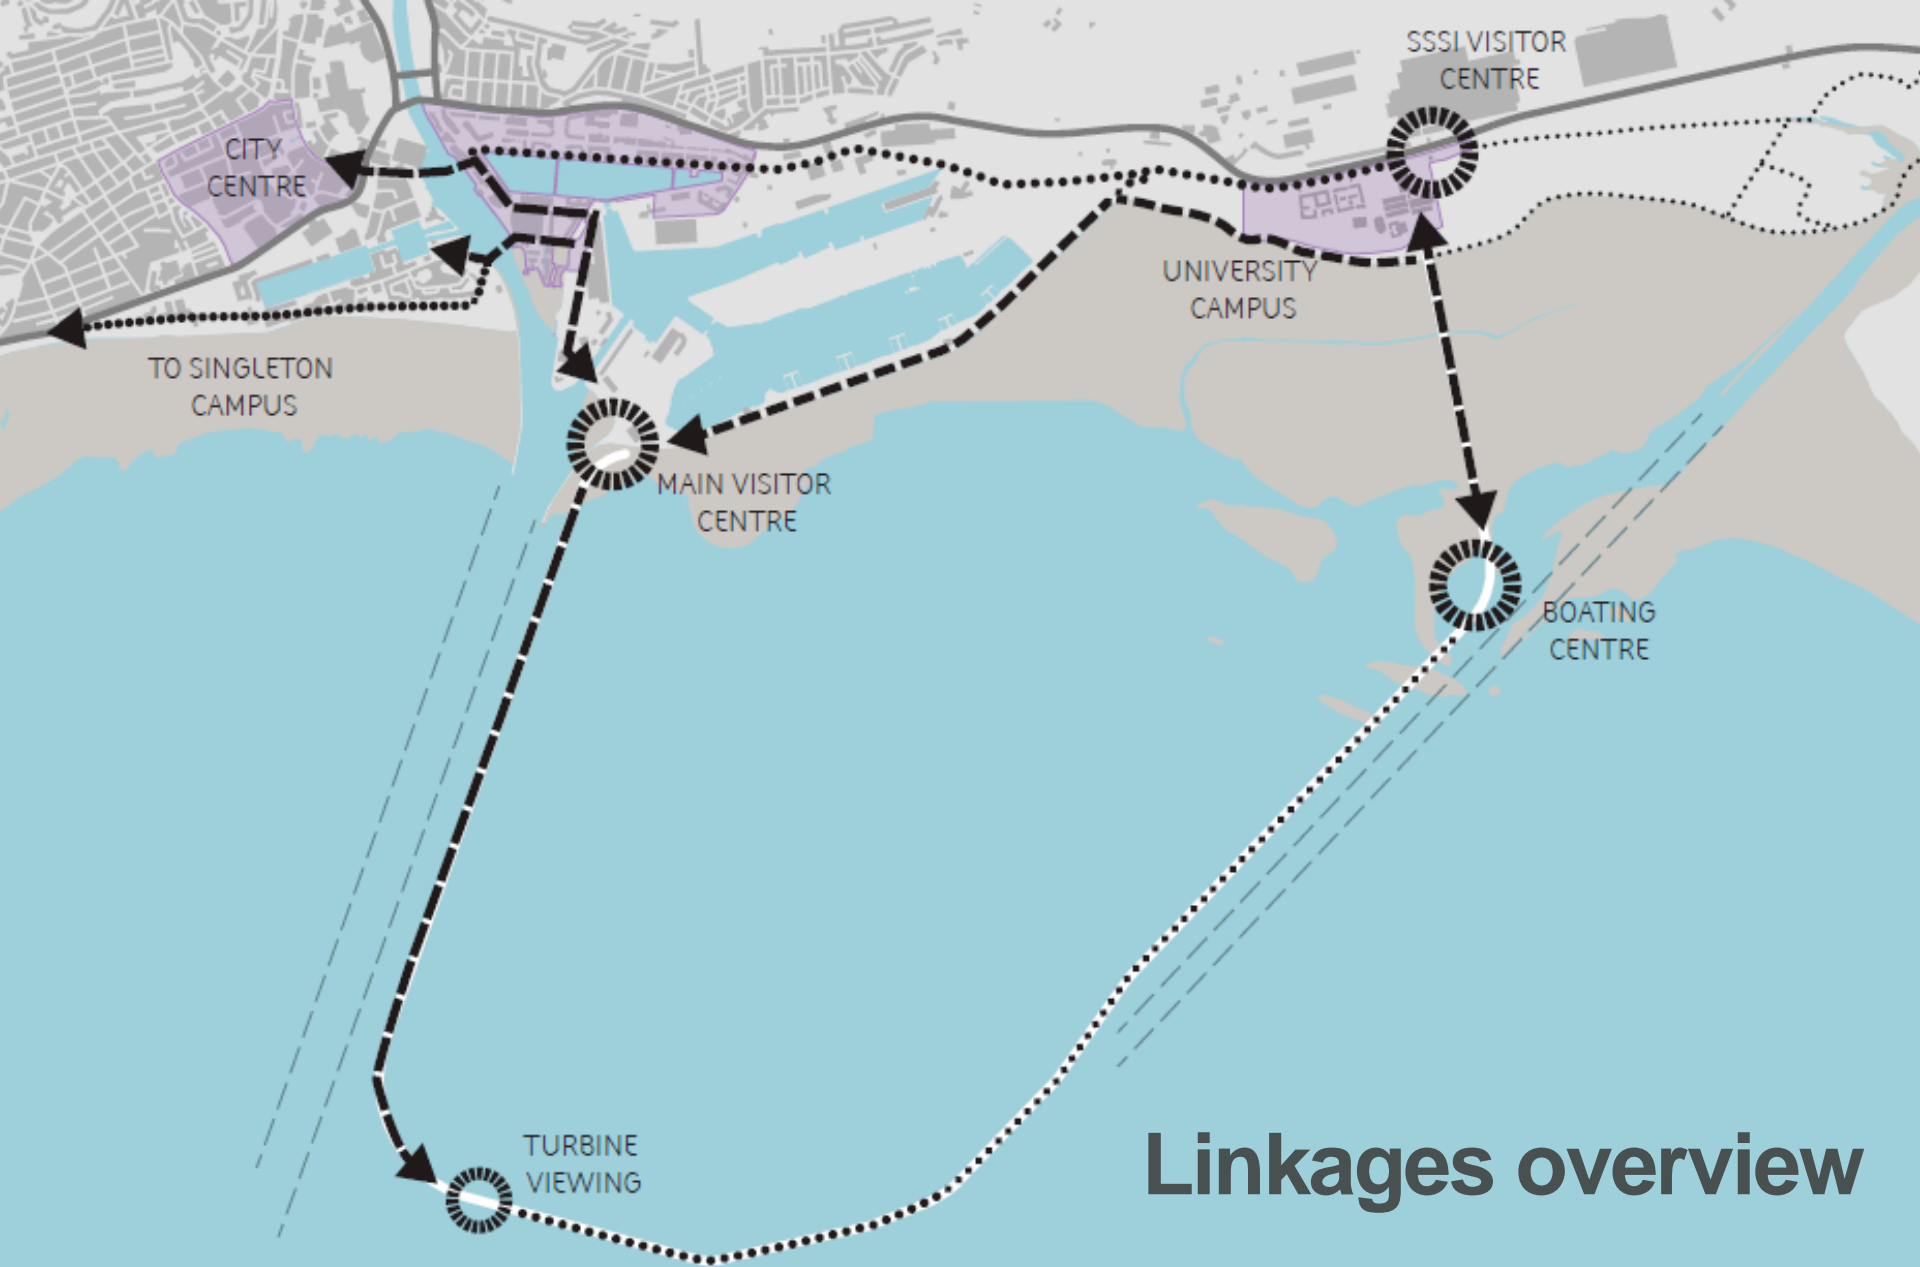 SSSI VISITOR
CENTRE
CITY
CENTRE
UNIVERSITY
CAMPUS
TO SINGLETON
CAMPUS
MAIN VISITOR
CENTRE
BOATING
CENTRE
TURBINE
VIEWING
Linkages overview